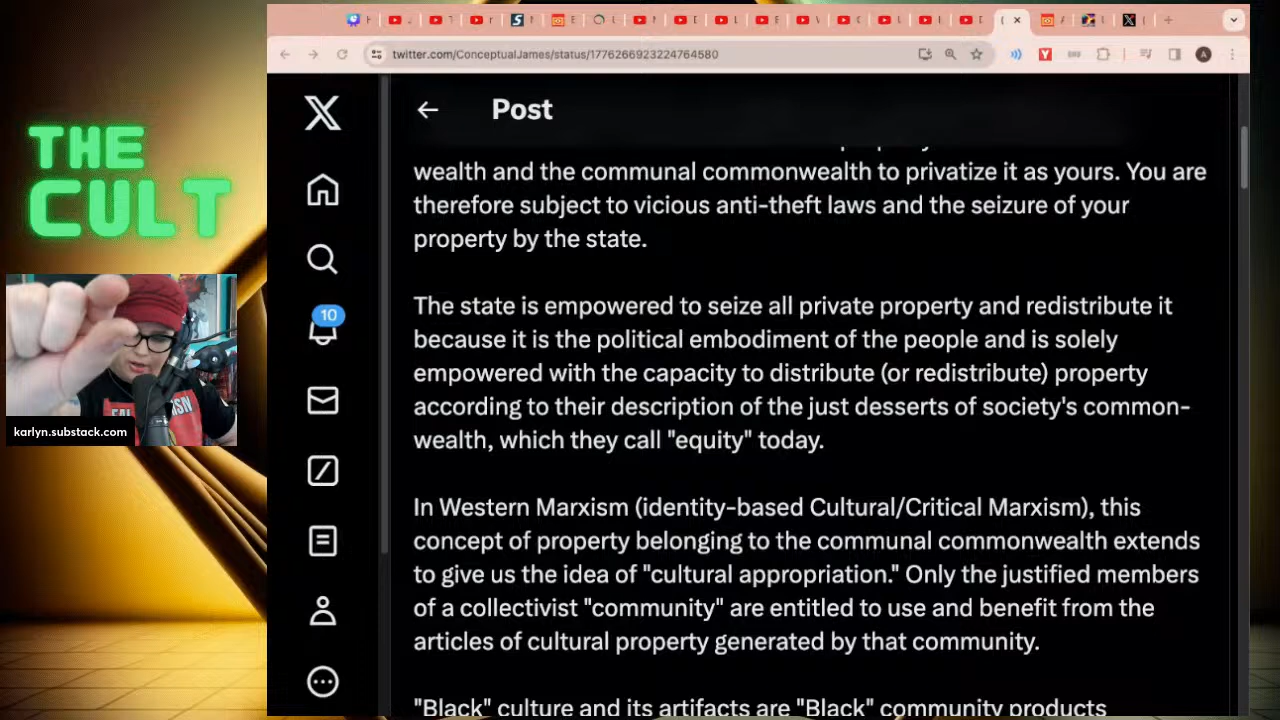 THE
CULT
karlyn.substack.com
twitter.com/ConceptualJames/status/1776266923224764580
Post
10
wealth and the communal commonwealth to privatize it as yours. You are
therefore subject to vicious anti-theft laws and the seizure of your
property by the state.
The state is empowered to seize all private property and redistribute it
because it is the political embodiment of the people and is solely
empowered with the capacity to distribute (or redistribute) property
according to their description of the just desserts of society's common-
wealth, which they call "equity" today.
In Western Marxism (identity-based Cultural/Critical Marxism), this
concept of property belonging to the communal commonwealth extends
to give us the idea of "cultural appropriation." Only the justified members
of a collectivist "community" are entitled to use and benefit from the
articles of cultural property generated by that community.
"Black" culture and its artifacts are "Black" community products